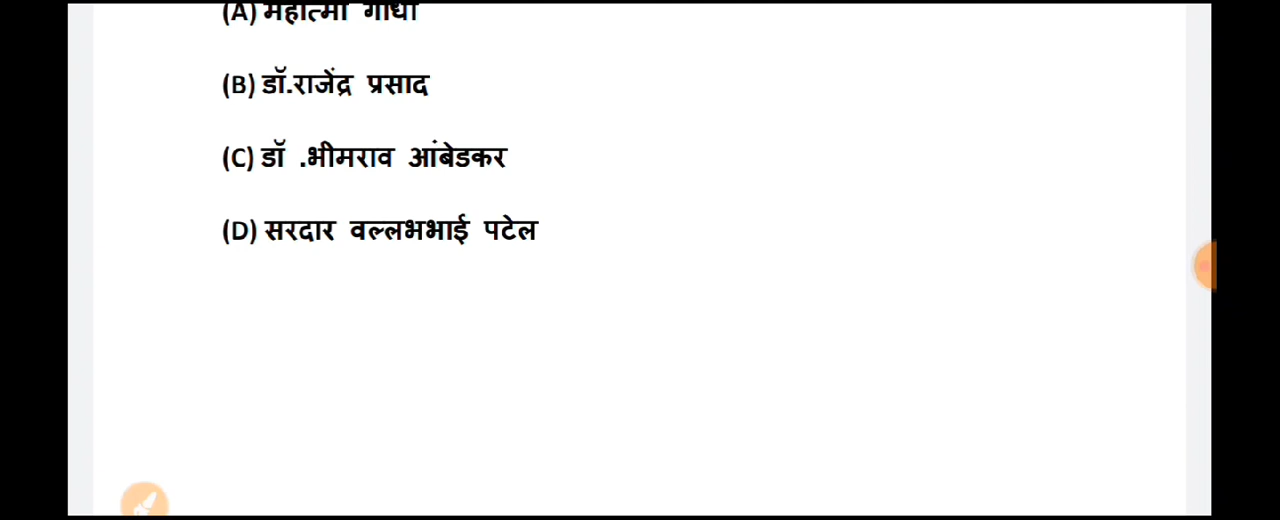 (A) महात्मा गांधी
(B) डॉ.राजेंद्र प्रसाद
(C) डॉ .भीमराव आंबेडकर
(D) सरदार वल्लभभाई पटेल